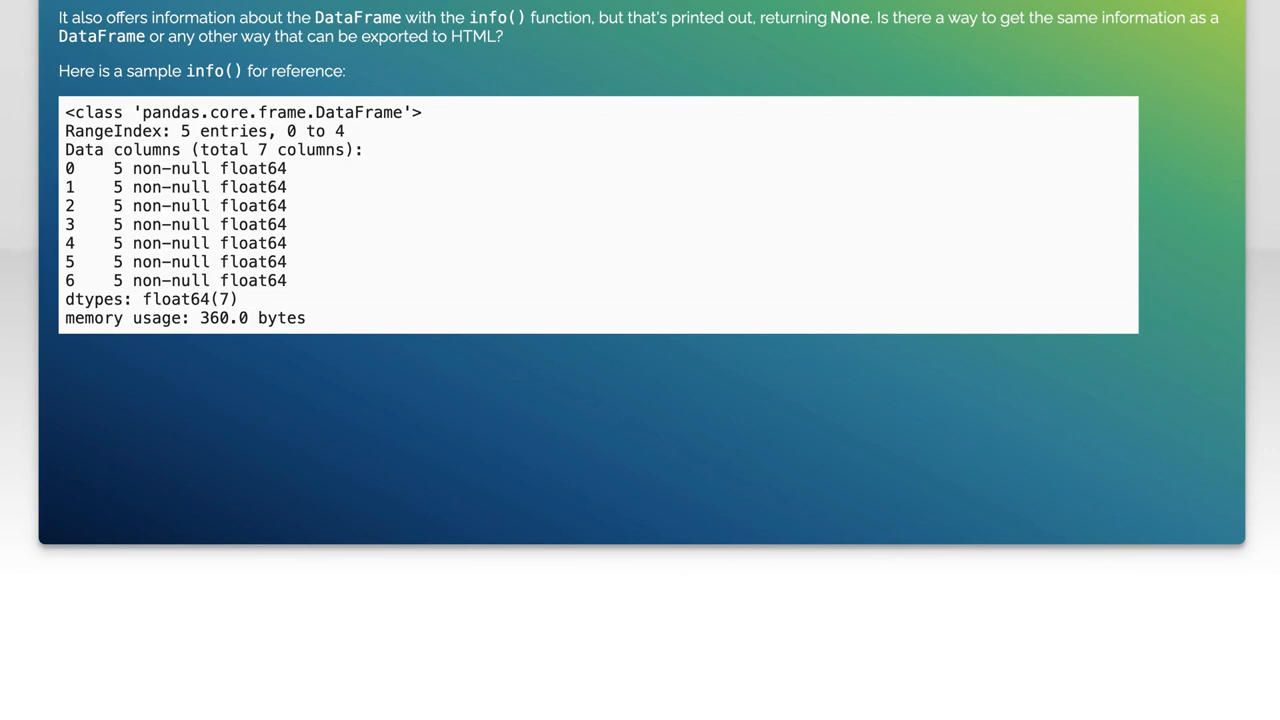 It also offers information about the DataFrame with the info() function, but that's printed out, returning None. Is there a way to get the same information as a
DataFrame or any other way that can be exported to HTML?
Here is a sample info() for reference:
<class 'pandas.core.frame.DataFrame'>
RangeIndex: 5 entries, 0 to 4
Data columns (total 7 columns):
0    5 non-null float64
1    5 non-null float64
2    5 non-null float64
3    5 non-null float64
4    5 non-null float64
5    5 non-null float64
6    5 non-null float64
dtypes: float64(7)
memory usage: 360.0 bytes